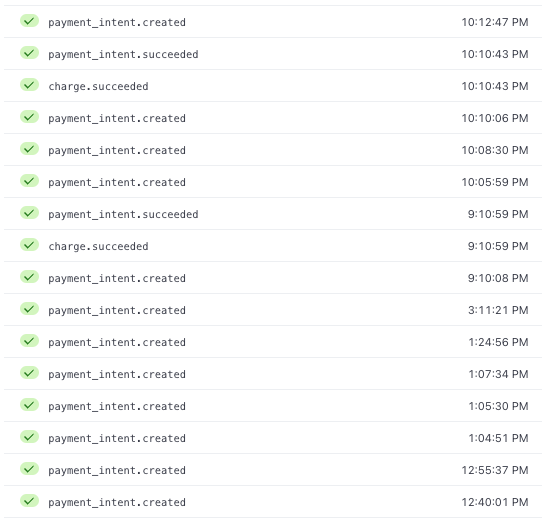 payment_intent.created 10:12:47 PM
payment_intent.succeeded 10:10:43 PM
charge.succeeded 10:10:43 PM
payment_intent.created 10:10:06 PM
payment_intent.created 10:08:30 PM
payment_intent.created 10:05:59 PM
payment_intent.succeeded 9:10:59 PM
charge.succeeded 9:10:59 PM
payment_intent.created 9:10:08 PM
payment_intent.created 3:11:21 PM
payment_intent.created 1:24:56 PM
payment_intent.created 1:07:34 PM
payment_intent.created 1:05:30 PM
payment_intent.created 1:04:51 PM
payment_intent.created 12:55:37 PM
payment_intent.created 12:40:01 PM